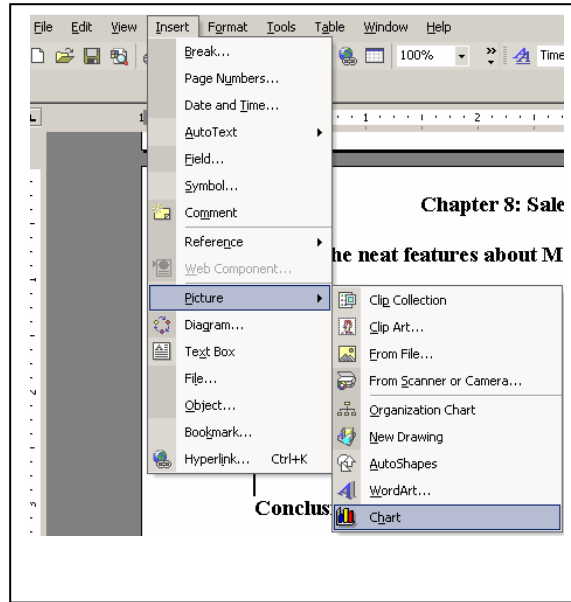 File Edit View Insert Format Tools Table Window Help
100% Time
Break...
Page Numbers...
Date and Time...
AutoText
Field...
Symbol...
Comment
Reference
Web Component...
Picture
Diagram...
Text Box
File...
Object...
Bookmark...
Hyperlink... Ctrl+K
Clip Collection
Clip Art...
From File...
From Scanner or Camera...
Organization Chart
New Drawing
AutoShapes
WordArt...
Chart
1 1 2
Chapter 8: Sale
he neat features about M
Conclus